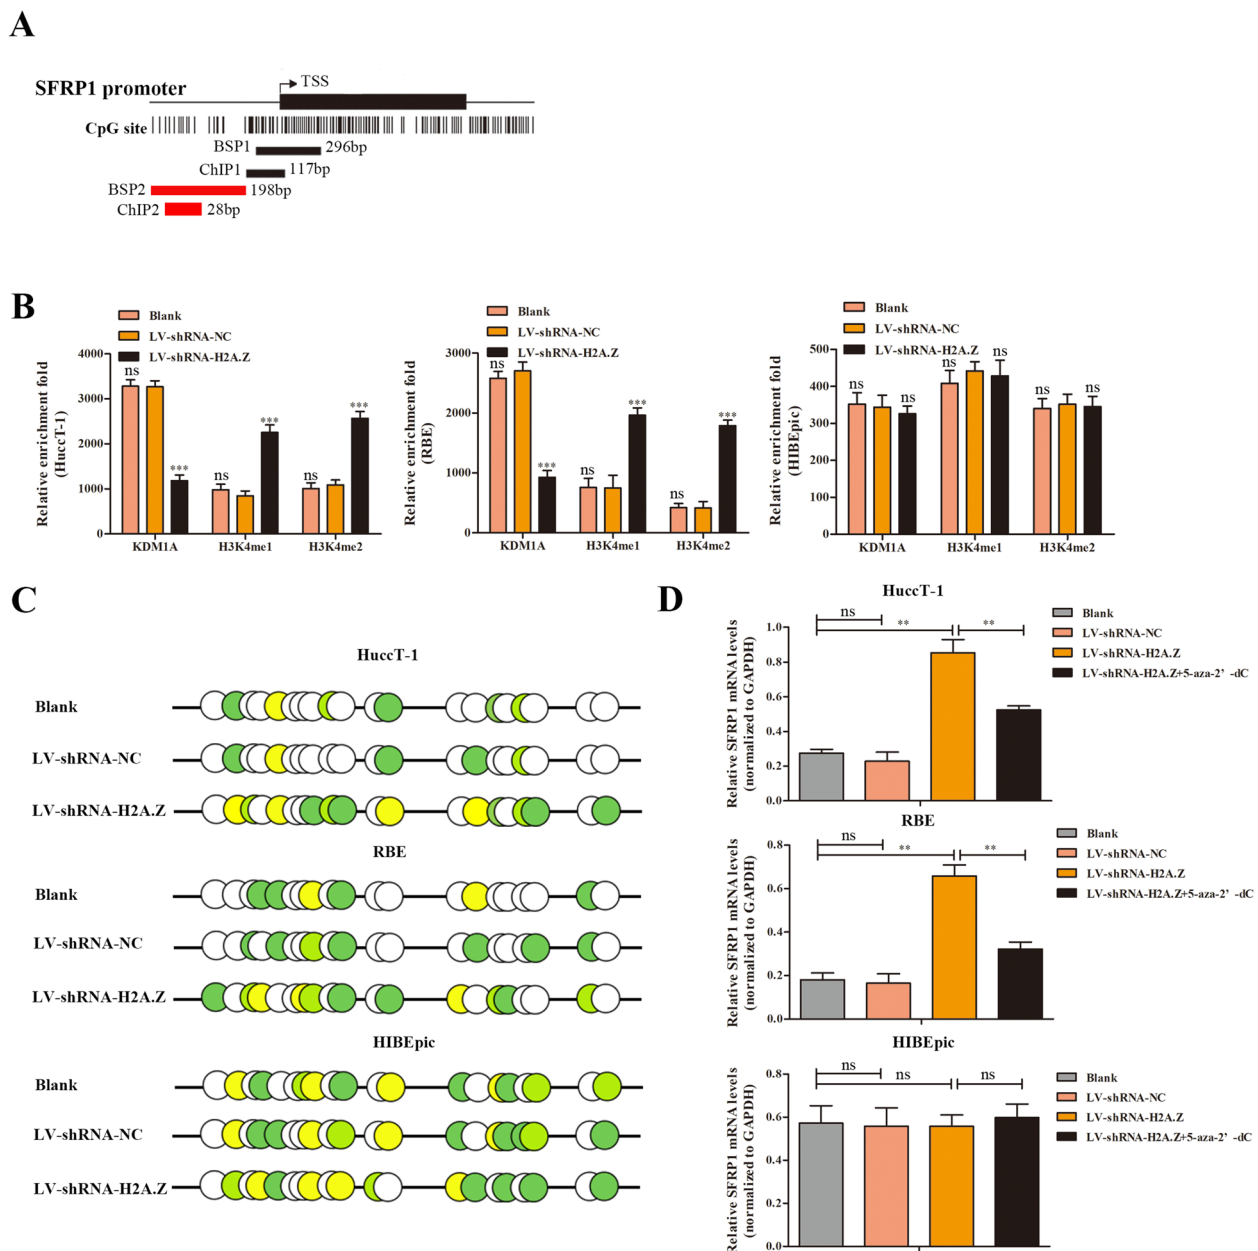 A
SFRP1 promoter
TSS
CpG site
BSP1 296bp
ChIP1 117bp
BSP2 198bp
ChIP2 28bp
B
Blank
LV-shRNA-NC
LV-shRNA-H2A.Z
Relative enrichment fold
(HuccT-1)
4000
3000
2000
1000
0
ns
***
ns
***
ns
***
KDM1A H3K4me1 H3K4me2
Blank
LV-shRNA-NC
LV-shRNA-H2A.Z
Relative enrichment fold
(RBE)
3000
2000
1000
0
ns
***
ns
***
ns
***
KDM1A H3K4me1 H3K4me2
Blank
LV-shRNA-NC
LV-shRNA-H2A.Z
Relative enrichment fold
(HIBEpic)
500
400
300
200
100
0
ns
ns
ns
ns
ns
ns
KDM1A H3K4me1 H3K4me2
C
HuccT-1
Blank
LV-shRNA-NC
LV-shRNA-H2A.Z
RBE
Blank
LV-shRNA-NC
LV-shRNA-H2A.Z
HIBEpic
Blank
LV-shRNA-NC
LV-shRNA-H2A.Z
D
HuccT-1
Relative SFRP1 mRNA levels
(normalized to GAPDH)
1.0
0.8
0.6
0.4
0.2
0.0
ns
** **
Blank
LV-shRNA-NC
LV-shRNA-H2A.Z
LV-shRNA-H2A.Z+5-aza-2’ -dC
RBE
Relative SFRP1 mRNA levels
(normalized to GAPDH)
0.8
0.6
0.4
0.2
0.0
ns
** **
Blank
LV-shRNA-NC
LV-shRNA-H2A.Z
LV-shRNA-H2A.Z+5-aza-2’ -dC
HIBEpic
Relative SFRP1 mRNA levels
(normalized to GAPDH)
0.8
0.6
0.4
0.2
0.0
ns
ns ns
Blank
LV-shRNA-NC
LV-shRNA-H2A.Z
LV-shRNA-H2A.Z+5-aza-2’ -dC